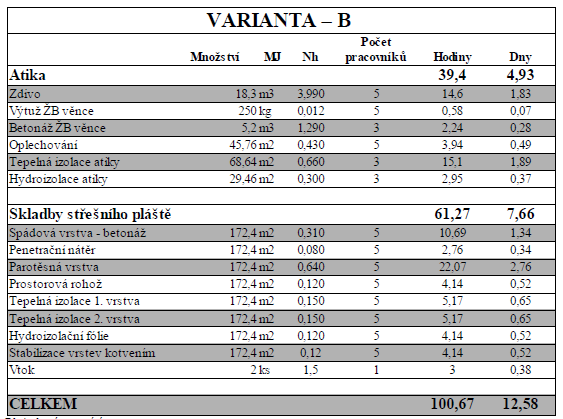 VARIANTA – B
Množství MJ Nh Počet pracovníků Hodiny Dny
Atika 39,4 4,93
Zdivo 18,3 m3 3,990 5 14,6 1,83
Výtuž ŽB věnce 250 kg 0,012 5 0,58 0,07
Betonáž ŽB věnce 5,2 m3 1,290 3 2,24 0,28
Oplechování 45,76 m2 0,430 5 3,94 0,49
Tepelná izolace atiky 68,64 m2 0,660 3 15,1 1,89
Hydroizolace atiky 29,46 m2 0,300 3 2,95 0,37
Skladby střešního pláště 61,27 7,66
Spádová vrstva - betonáž 172,4 m2 0,310 5 10,69 1,34
Penetrační nátěr 172,4 m2 0,080 5 2,76 0,34
Parotěsná vrstva 172,4 m2 0,640 5 22,07 2,76
Prostorová rohož 172,4 m2 0,120 5 4,14 0,52
Tepelná izolace 1. vrstva 172,4 m2 0,150 5 5,17 0,65
Tepelná izolace 2. vrstva 172,4 m2 0,150 5 5,17 0,65
Hydroizolační fólie 172,4 m2 0,120 5 4,14 0,52
Stabilizace vrstev kotvením 172,4 m2 0,12 5 4,14 0,52
Vtok 2 ks 1,5 1 3 0,38
CELKEM 100,67 12,58